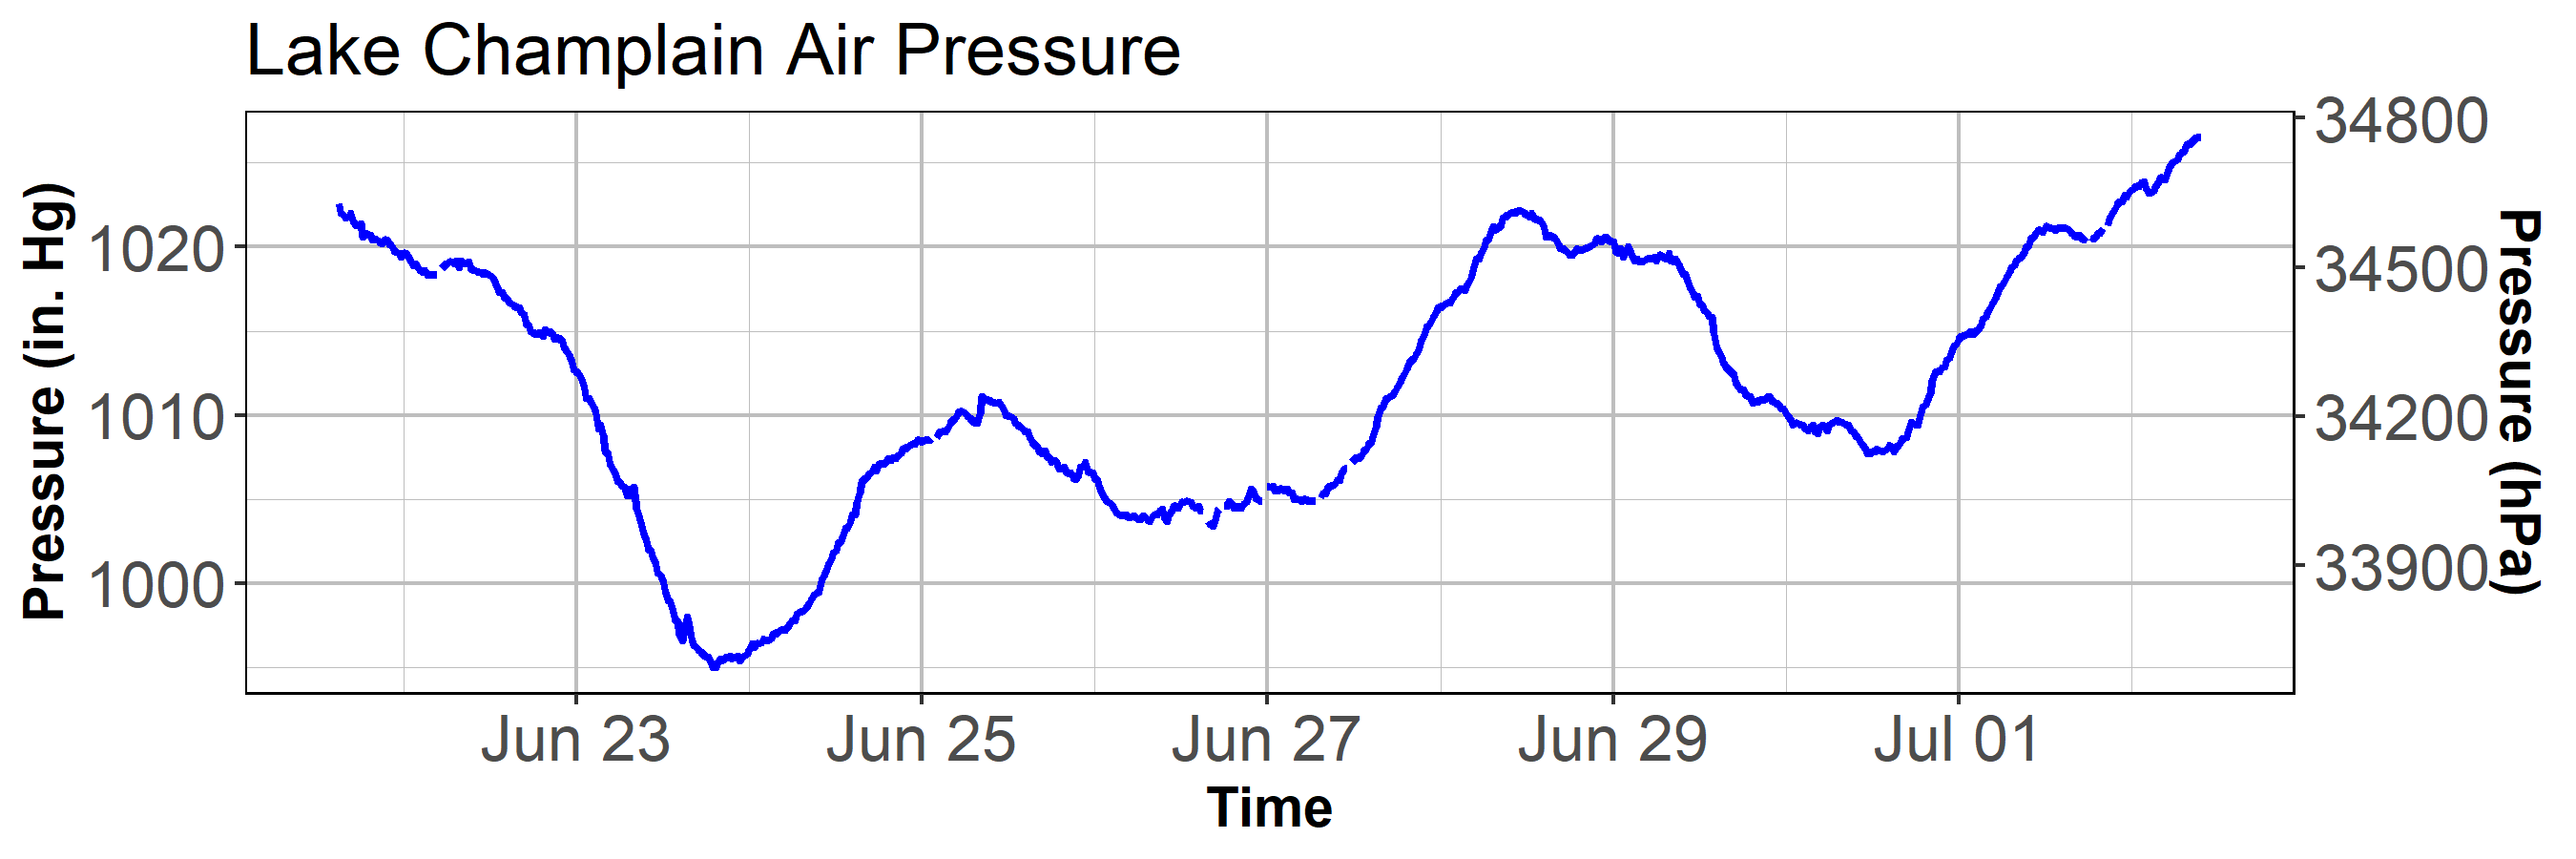 Lake Champlain Air Pressure
Pressure (in. Hg)
1020
1010
1000
34800
34500
34200
33900
Pressure (hPa)
Jun 23
Jun 25
Jun 27
Jun 29
Jul 01
Time